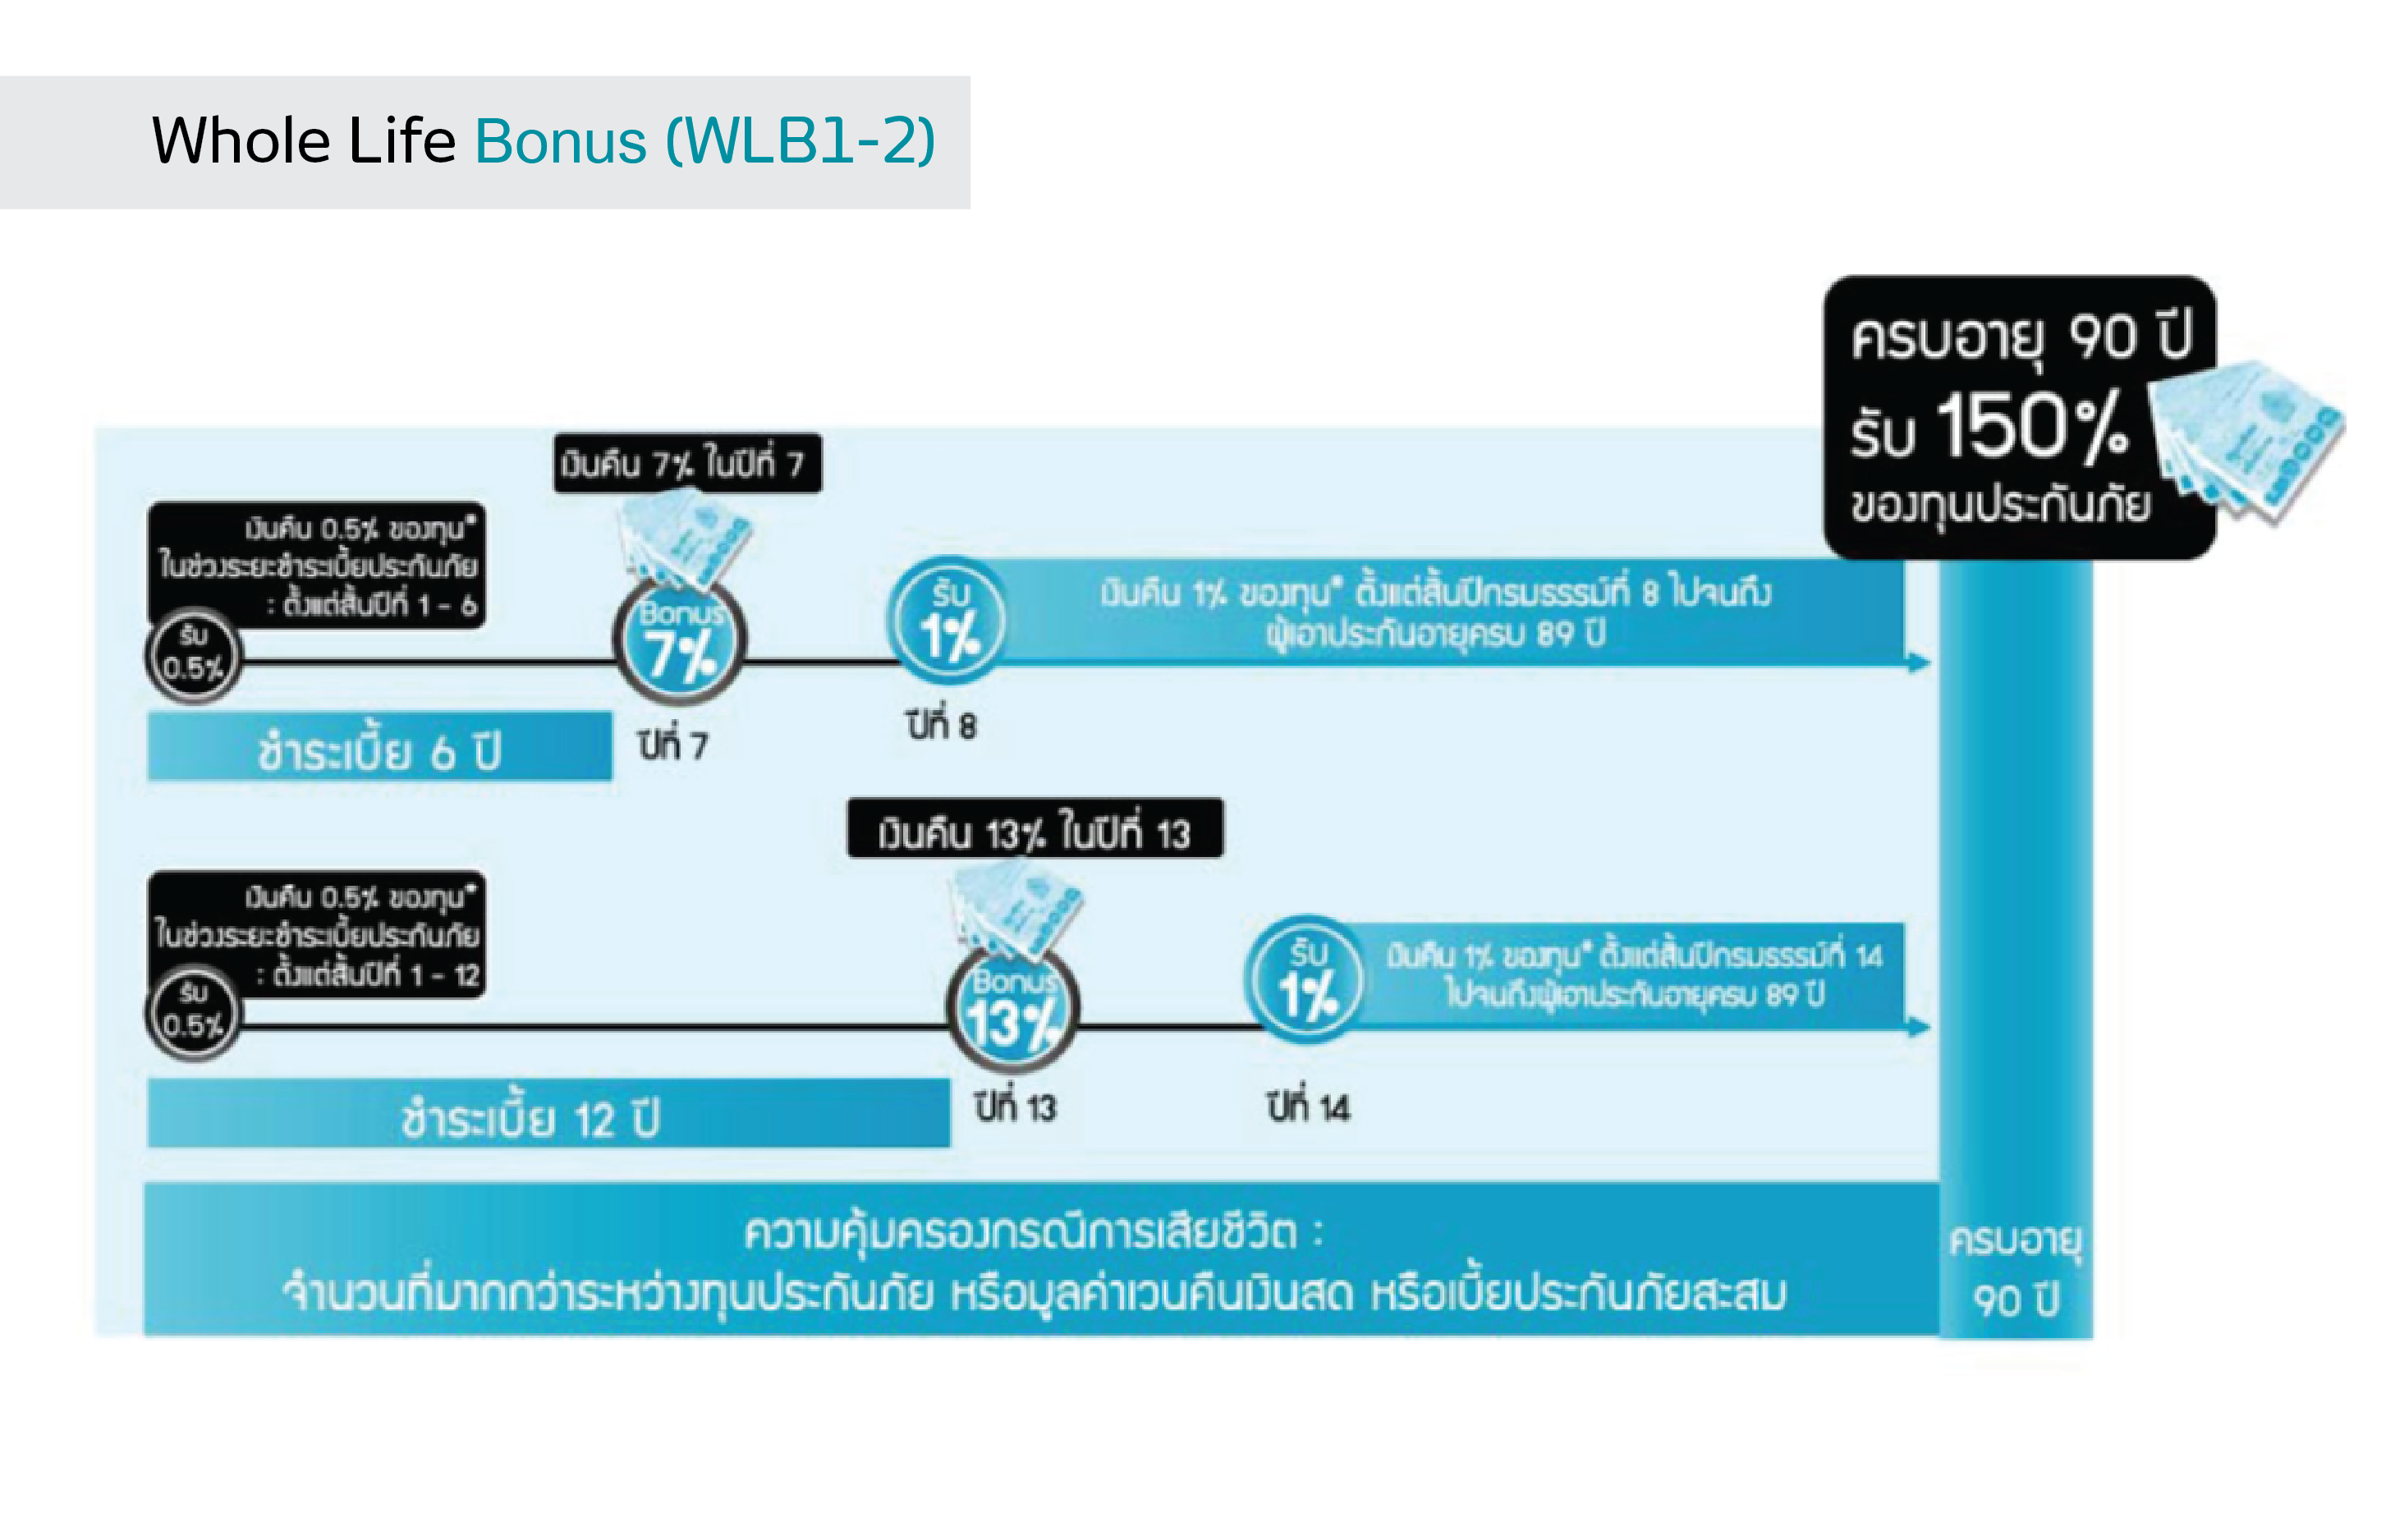 Whole Life Bonus (WLB1-2)
ครบอายุ 90 ปี
รับ 150%
ของทุนประกันภัย
เงินคืน 7% ในปีที่ 7
เงินคืน 0.5% ของทุน*
ในช่วงระยะชำระเบี้ยประกันภัย
: ตั้งแต่สิ้นปีที่ 1 - 6
รับ
0.5%
Bonus
7%
รับ
1%
เงินคืน 1% ของทุน* ตั้งแต่สิ้นปีกรมธรรม์ที่ 8 ไปจนถึง
ผู้เอาประกันอายุครบ 89 ปี
ชำระเบี้ย 6 ปี
ปีที่ 7
ปีที่ 8
เงินคืน 13% ในปีที่ 13
เงินคืน 0.5% ของทุน*
ในช่วงระยะชำระเบี้ยประกันภัย
: ตั้งแต่สิ้นปีที่ 1 - 12
รับ
0.5%
Bonus
13%
รับ
1%
เงินคืน 1% ของทุน* ตั้งแต่สิ้นปีกรมธรรม์ที่ 14
ไปจนถึงผู้เอาประกันอายุครบ 89 ปี
ชำระเบี้ย 12 ปี
ปีที่ 13
ปีที่ 14
ความคุ้มครองกรณีการเสียชีวิต :
จำนวนที่มากกว่าระหว่างทุนประกันภัย หรือมูลค่าเวนคืนเงินสด หรือเบี้ยประกันภัยสะสม
ครบอายุ
90 ปี